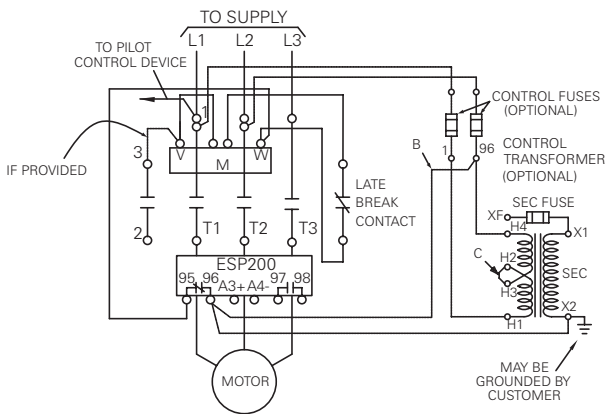 TO SUPPLY
L1 L2 L3
TO PILOT
CONTROL DEVICE
1
CONTROL FUSES
(OPTIONAL)
B
1 96
CONTROL
TRANSFORMER
(OPTIONAL)
3 V M W
IF PROVIDED
LATE
BREAK
CONTACT
SEC FUSE
XF X1
H4
2 T1 T2 T3
C H2
SEC
H3
ESP200
95 96 A3+ A4- 97 98
X2
H1
MOTOR
MAY BE
GROUNDED BY
CUSTOMER